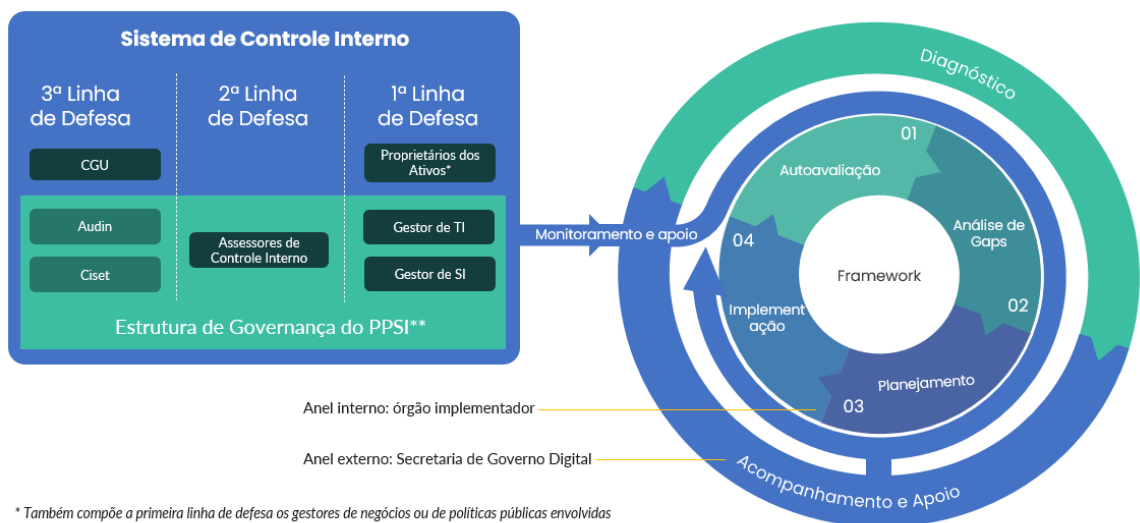 Sistema de Controle Interno
3ª Linha
de Defesa
2ª Linha
de Defesa
1ª Linha
de Defesa
CGU
Proprietários dos
Ativos*
Audin
Assessores de
Controle Interno
Gestor de TI
Ciset
Gestor de SI
Estrutura de Governança do PPSI**
Monitoramento e apoio
Diagnóstico
01
Autoavaliação
Análise de
Gaps
02
Framework
04
Implement
ação
Planejamento
03
Acompanhamento e Apoio
Anel interno: órgão implementador
Anel externo: Secretaria de Governo Digital
* Também compõe a primeira linha de defesa os gestores de negócios ou de políticas públicas envolvidas